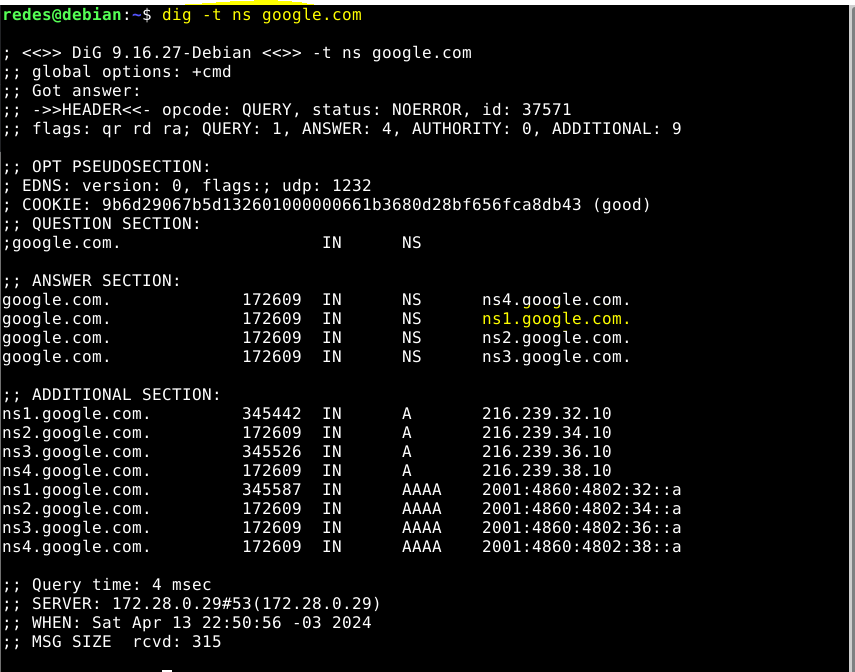 redes@debian:~$ dig -t ns google.com
; <<>> DiG 9.16.27-Debian <<>> -t ns google.com
;; global options: +cmd
;; Got answer:
;; ->>HEADER<<- opcode: QUERY, status: NOERROR, id: 37571
;; flags: qr rd ra; QUERY: 1, ANSWER: 4, AUTHORITY: 0, ADDITIONAL: 9
;; OPT PSEUDOSECTION:
; EDNS: version: 0, flags:; udp: 1232
; COOKIE: 9b6d29067b5d132601000000661b3680d28bf656fca8db43 (good)
;; QUESTION SECTION:
;google.com. IN NS
;; ANSWER SECTION:
google.com. 172609 IN NS ns4.google.com.
google.com. 172609 IN NS ns1.google.com.
google.com. 172609 IN NS ns2.google.com.
google.com. 172609 IN NS ns3.google.com.
;; ADDITIONAL SECTION:
ns1.google.com. 345442 IN A 216.239.32.10
ns2.google.com. 172609 IN A 216.239.34.10
ns3.google.com. 345526 IN A 216.239.36.10
ns4.google.com. 172609 IN A 216.239.38.10
ns1.google.com. 345587 IN AAAA 2001:4860:4802:32::a
ns2.google.com. 172609 IN AAAA 2001:4860:4802:34::a
ns3.google.com. 172609 IN AAAA 2001:4860:4802:36::a
ns4.google.com. 172609 IN AAAA 2001:4860:4802:38::a
;; Query time: 4 msec
;; SERVER: 172.28.0.29#53(172.28.0.29)
;; WHEN: Sat Apr 13 22:50:56 -03 2024
;; MSG SIZE rcvd: 315